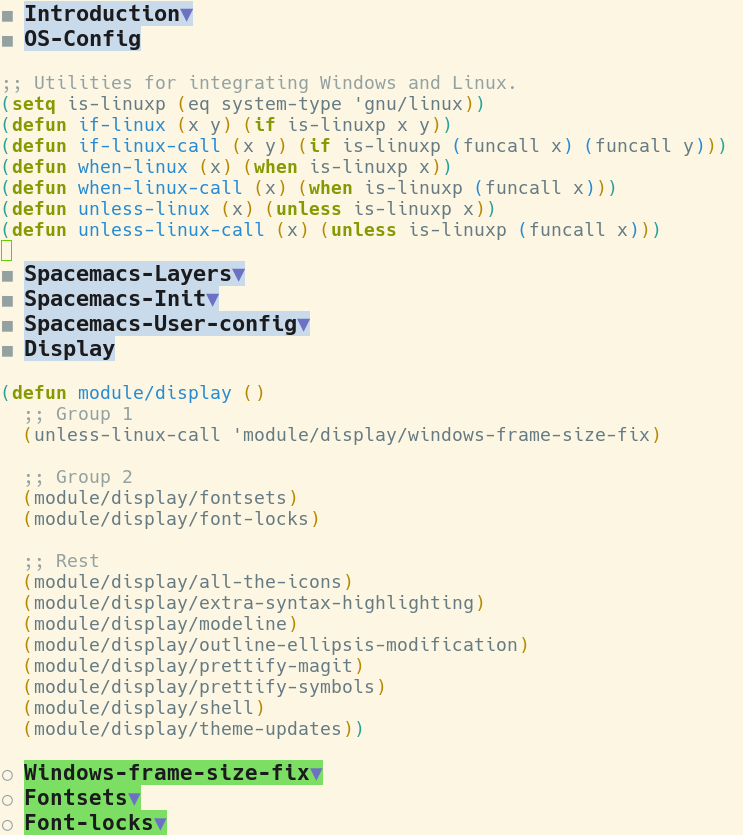 Introduction▼
OS-Config
;; Utilities for integrating Windows and Linux.
(setq is-linuxp (eq system-type 'gnu/linux))
(defun if-linux (x y) (if is-linuxp x y))
(defun if-linux-call (x y) (if is-linuxp (funcall x) (funcall y)))
(defun when-linux (x) (when is-linuxp x))
(defun when-linux-call (x) (when is-linuxp (funcall x)))
(defun unless-linux (x) (unless is-linuxp x))
(defun unless-linux-call (x) (unless is-linuxp (funcall x)))
Spacemacs-Layers▼
Spacemacs-Init▼
Spacemacs-User-config▼
Display
(defun module/display ()
  ;; Group 1
  (unless-linux-call 'module/display/windows-frame-size-fix)
  ;; Group 2
  (module/display/fontsets)
  (module/display/font-locks)
  ;; Rest
  (module/display/all-the-icons)
  (module/display/extra-syntax-highlighting)
  (module/display/modeline)
  (module/display/outline-ellipsis-modification)
  (module/display/prettify-magit)
  (module/display/prettify-symbols)
  (module/display/shell)
  (module/display/theme-updates))
Windows-frame-size-fix▼
Fontsets▼
Font-locks▼